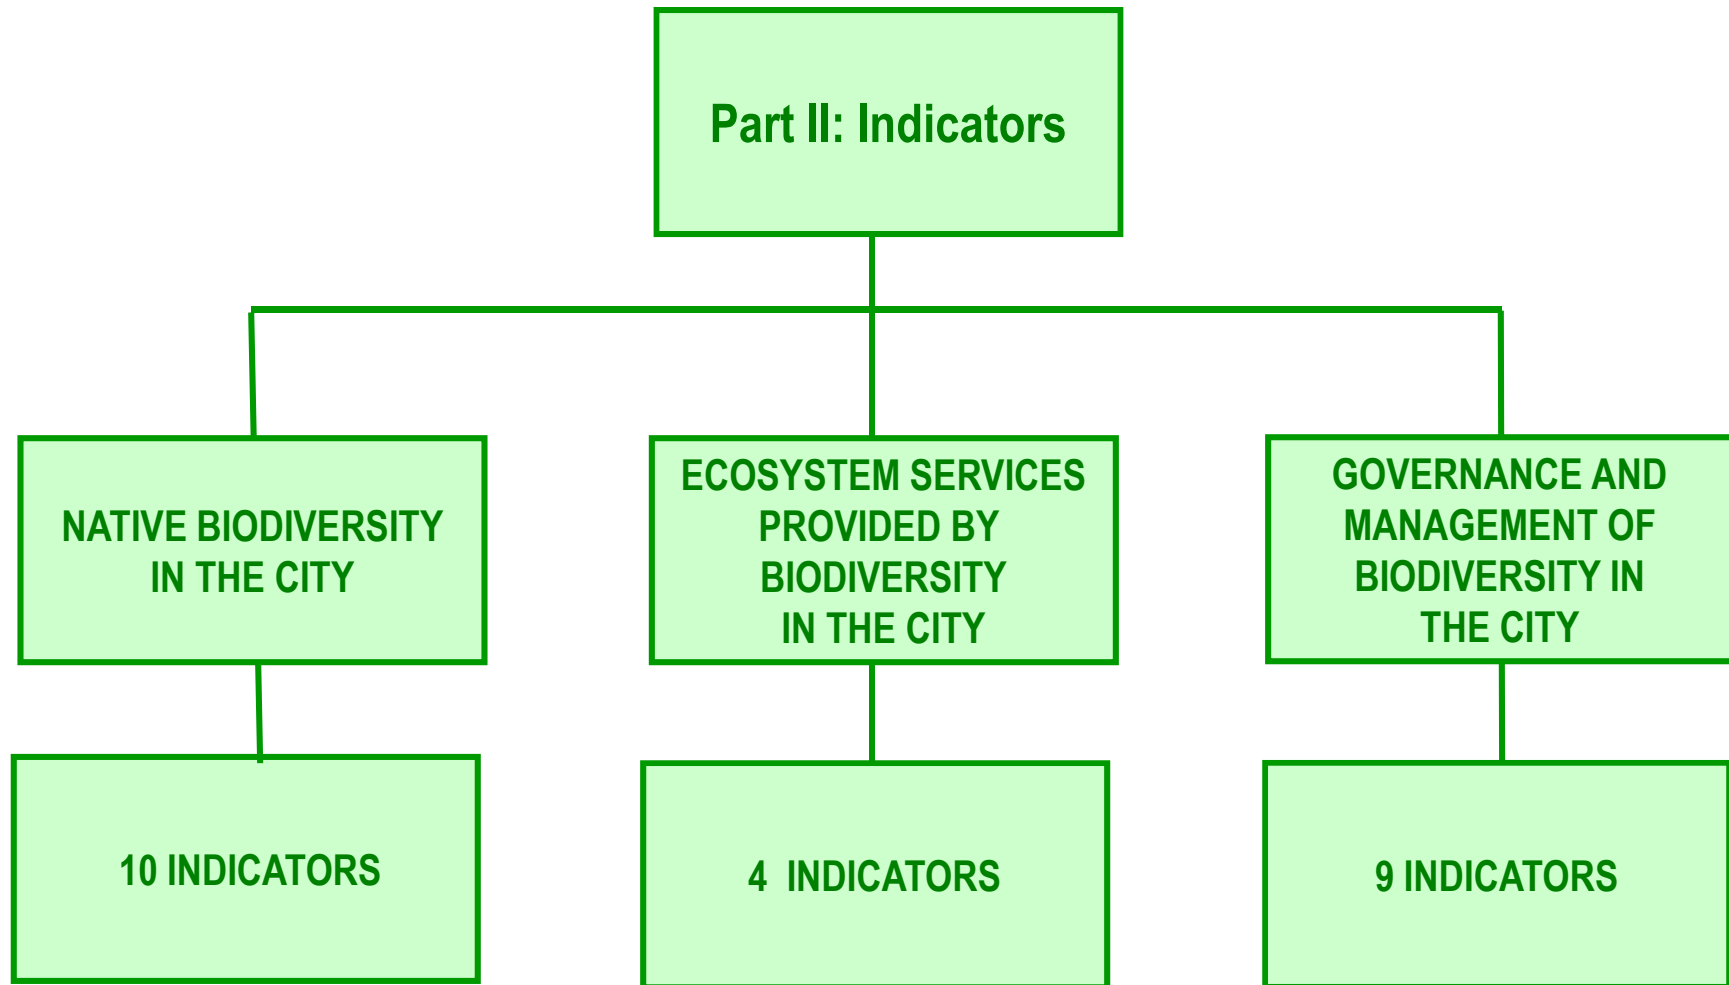 Part II: Indicators
NATIVE BIODIVERSITY
IN THE CITY
ECOSYSTEM SERVICES
PROVIDED BY
BIODIVERSITY
IN THE CITY
GOVERNANCE AND
MANAGEMENT OF
BIODIVERSITY IN
THE CITY
10 INDICATORS
4 INDICATORS
9 INDICATORS